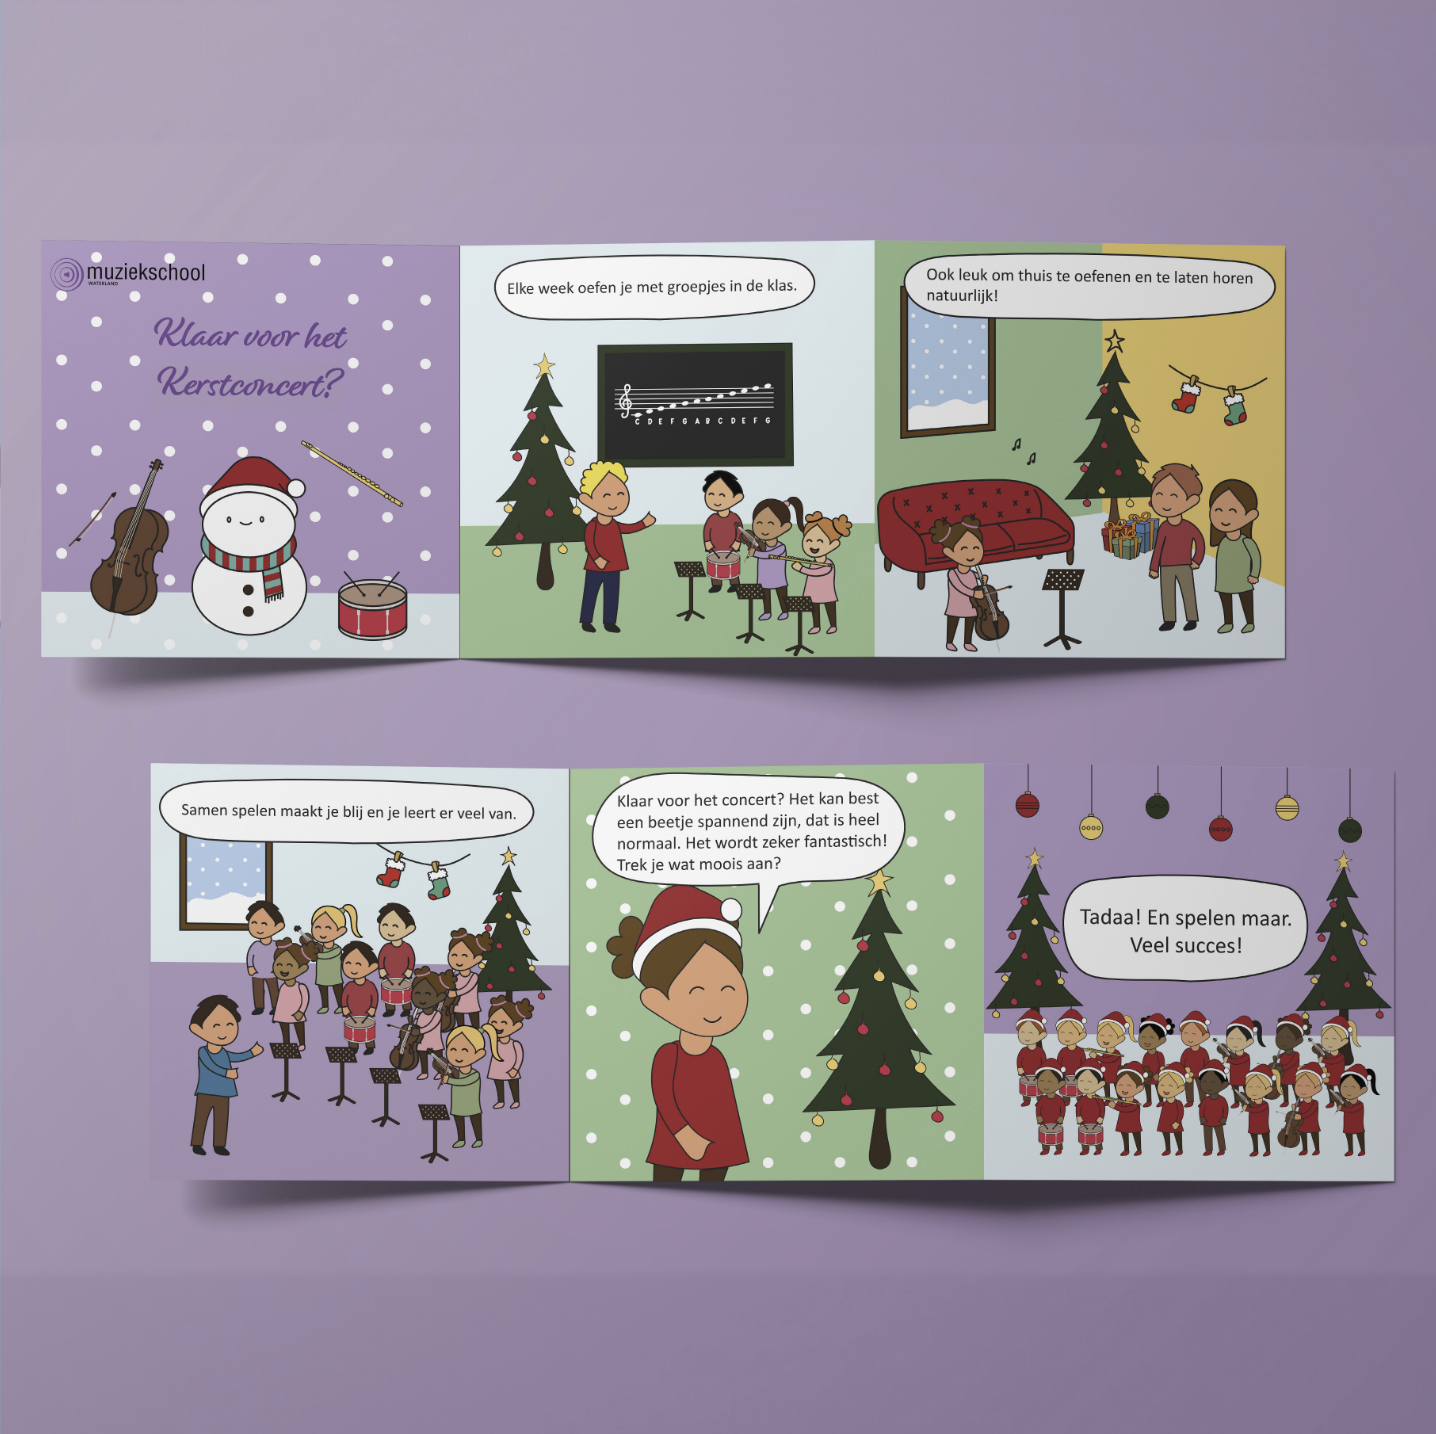 muziekschool
WATERLAND
Klaar voor het
Kerstconcert?
Elke week oefen je met groepjes in de klas.
C D E F G A B C D E F G
Ook leuk om thuis te oefenen en te laten horen
natuurlijk!
Samen spelen maakt je blij en je leert er veel van.
Klaar voor het concert? Het kan best
een beetje spannend zijn, dat is heel
normaal. Het wordt zeker fantastisch!
Trek je wat moois aan?
Tadaa! En spelen maar.
Veel succes!